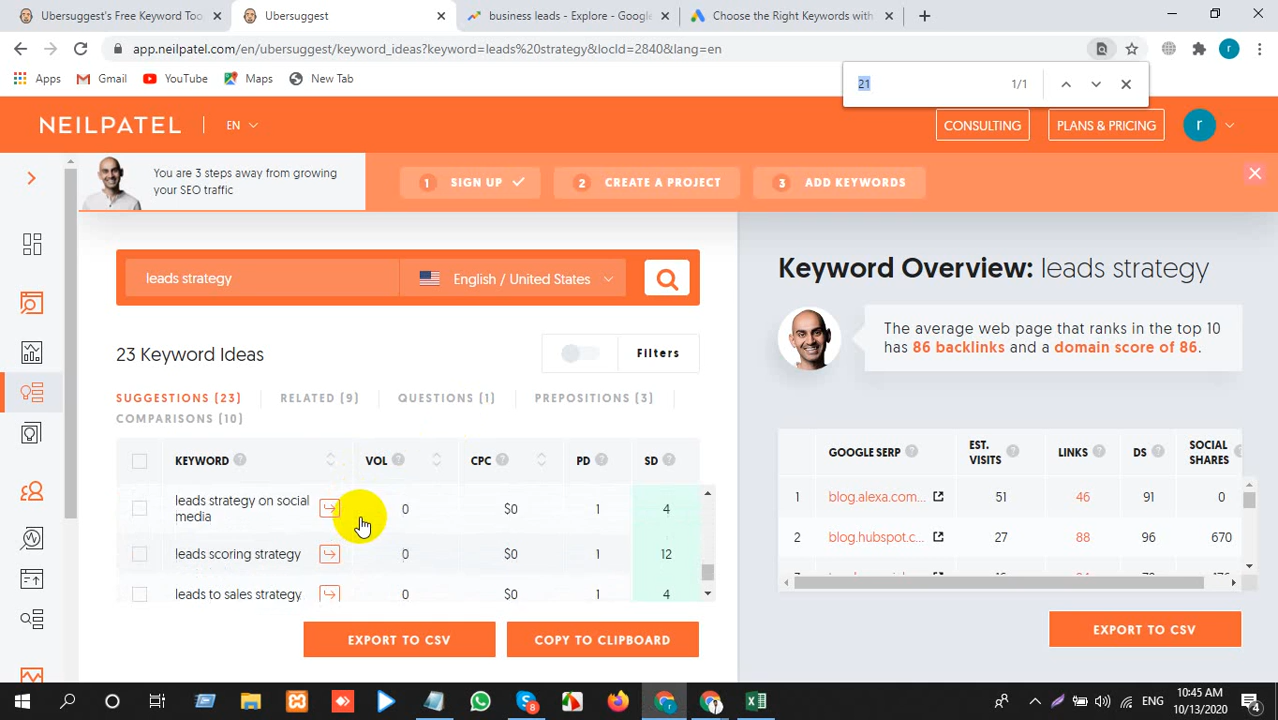 Ubersuggest's Free Keyword Too
Ubersuggest
business leads - Explore - Google
Choose the Right Keywords with
app.neilpatel.com/en/ubersuggest/keyword_ideas?keyword=leads%20strategy&locId=2840&lang=en
Apps
Gmail
YouTube
Maps
New Tab
21
1/1
NEILPATEL
EN
CONSULTING
PLANS & PRICING
r
You are 3 steps away from growing
your SEO traffic
1 SIGN UP
2 CREATE A PROJECT
3 ADD KEYWORDS
leads strategy
English / United States
Keyword Overview: leads strategy
The average web page that ranks in the top 10
has 86 backlinks and a domain score of 86.
23 Keyword Ideas
Filters
SUGGESTIONS (23)
RELATED (9)
QUESTIONS (1)
PREPOSITIONS (3)
COMPARISONS (10)
KEYWORD VOL CPC PD SD
leads strategy on social
media
0 $0 1 4
leads scoring strategy 0 $0 1 12
leads to sales strategy 0 $0 1 4
EXPORT TO CSV
COPY TO CLIPBOARD
GOOGLE SERP
EST.
VISITS
LINKS
DS
SOCIAL
SHARES
1 blog.alexa.com... 51 46 91 0
2 blog.hubspot.c... 27 88 96 670
EXPORT TO CSV
8
ENG
10:45 AM
10/13/2020
4